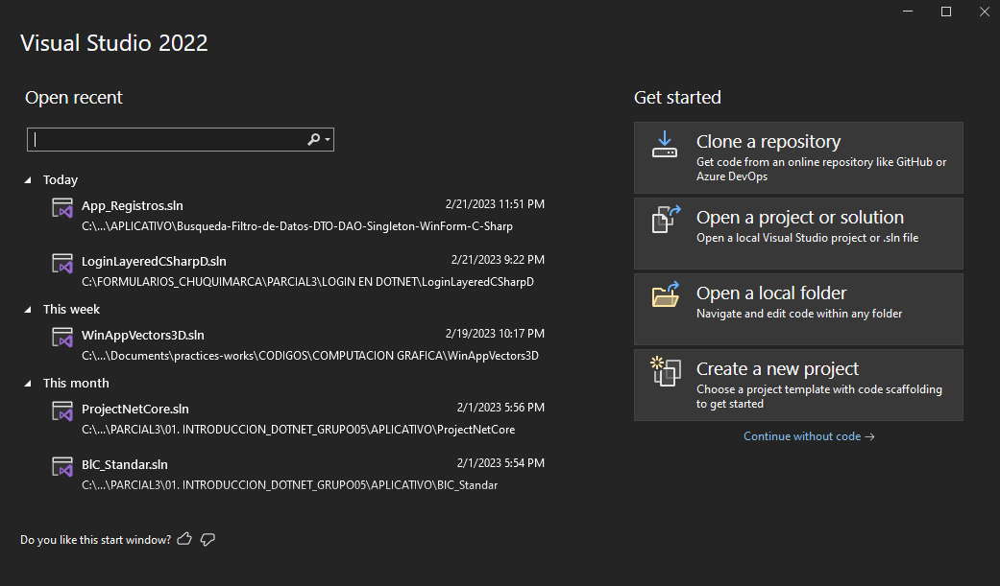 Visual Studio 2022
Open recent
Today
App_Registros.sln 2/21/2023 11:51 PM
C:\...\APLICATIVO\Busqueda-Filtro-de-Datos-DTO-DAO-Singleton-WinForm-C-Sharp
LoginLayeredCSharpD.sln 2/21/2023 9:22 PM
C:\FORMULARIOS_CHUQUIMARCA\PARCIAL3\LOGIN EN DOTNET\LoginLayeredCSharpD
This week
WinAppVectors3D.sln 2/19/2023 10:17 PM
C:\...\Documents\practices-works\CODIGOS\COMPUTACION GRAFICA\WinAppVectors3D
This month
ProjectNetCore.sln 2/1/2023 5:56 PM
C:\...\PARCIAL3\01. INTRODUCCION_DOTNET_GRUPO05\APLICATIVO\ProjectNetCore
BlC_Standar.sln 2/1/2023 5:54 PM
C:\...\PARCIAL3\01. INTRODUCCION_DOTNET_GRUPO05\APLICATIVO\BlC_Standar
Get started
Clone a repository
Get code from an online repository like GitHub or
Azure DevOps
Open a project or solution
Open a local Visual Studio project or .sln file
Open a local folder
Navigate and edit code within any folder
Create a new project
Choose a project template with code scaffolding
to get started
Continue without code →
Do you like this start window?